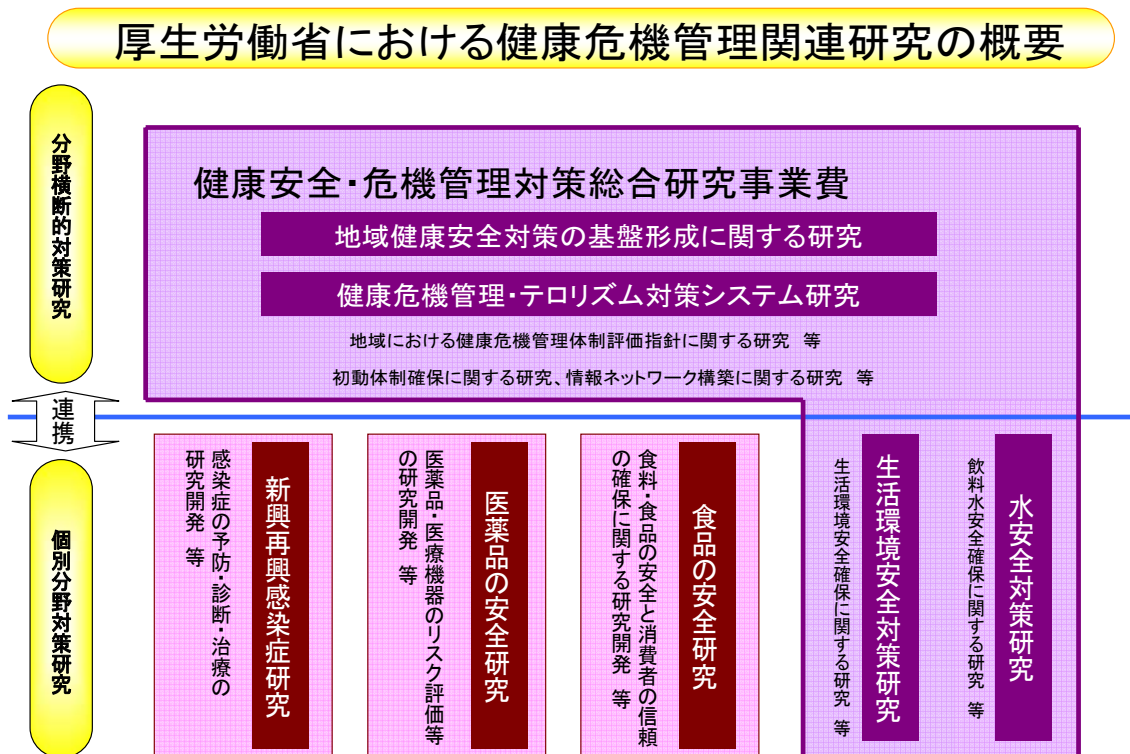 厚生労働省における健康危機管理関連研究の概要
分野横断的対策研究
健康安全・危機管理対策総合研究事業費
地域健康安全対策の基盤形成に関する研究
健康危機管理・テロリズム対策システム研究
地域における健康危機管理体制評価指針に関する研究　等
初動体制確保に関する研究、情報ネットワーク構築に関する研究　等
連携
個別分野対策研究
新興再興感染症研究
感染症の予防・診断・治療の
研究開発　等
医薬品の安全研究
医薬品・医療機器のリスク評価等
の研究開発　等
食品の安全研究
食料・食品の安全と消費者の信頼
の確保に関する研究開発　等
生活環境安全対策研究
生活環境安全確保に関する研究　等
水安全対策研究
飲料水安全確保に関する研究　等